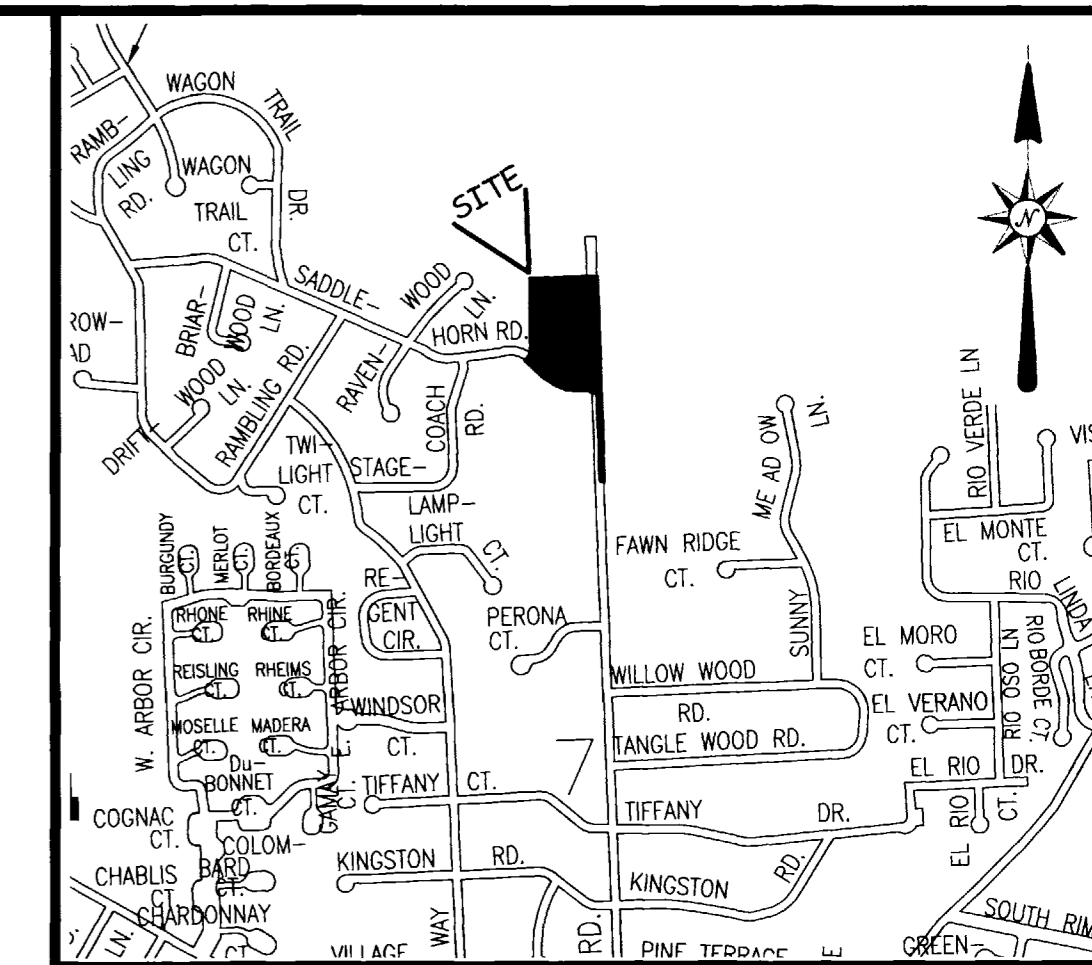 WAGON
TRAIL
DR.
RAMB-
LING
RD.
WAGON
TRAIL
CT.
SITE
N
SADDLE-
HORN RD.
BRIAR-
WOOD
LN.
RAVEN-
WOOD
LN.
DRIFT-
WOOD
LN.
RAMBLING RD.
COACH
RD.
STAGE-
TWI-
LIGHT
CT.
LAMP-
LIGHT
CT.
BURGUNDY
CT.
MERLOT
CT.
BORDEAUX
CT.
RE-
GENT
CIR.
RHONE
CT.
RHINE
CT.
REISLING
CT.
RHEIMS
CT.
MOSELLE
CT.
MADERA
CT.
W. ARBOR CIR.
E. ARBOR CIR.
Du-
BONNET
CT.
GAMAY
CT.
WINDSOR
CT.
TIFFANY CT.
COGNAC
CT.
COLOM-
BARD
CT.
CHABLIS
CT
CHARDONNAY
CT
LN.
KINGSTON RD.
VILLAGE
WAY
PERONA
CT.
FAWN RIDGE
CT.
SUNNY
ME AD OW
LN.
WILLOW WOOD
RD.
TANGLE WOOD RD.
7
TIFFANY DR.
KINGSTON
RD.
RD.
PINE TERRACE
RIO VERDE LN
VIS
EL MONTE
CT.
RIO
LINDA
EL MORO
CT.
EL VERANO
CT.
RIO OSO LN
RIO BORDE CT.
EL RIO DR.
EL RIO
CT.
SOUTH RIM
GREEN-